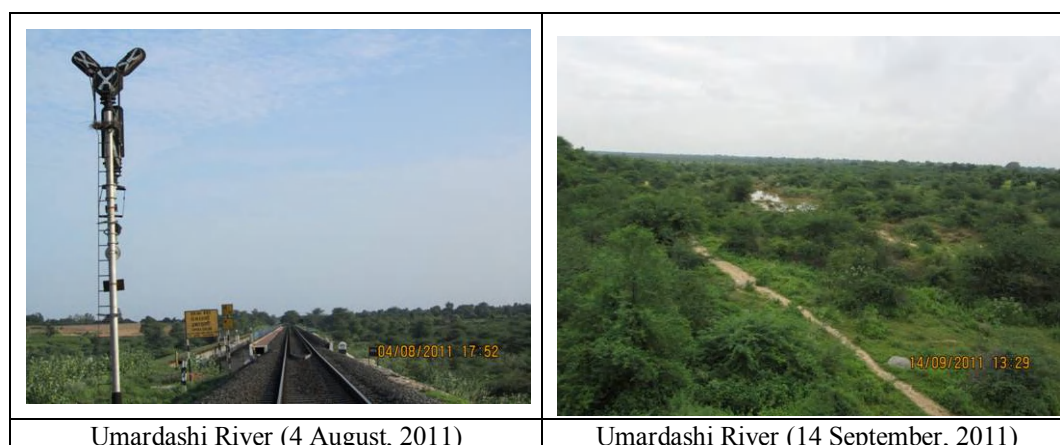 04/08/2011 17:52
14/09/2011 13:29
Umardashi River (4 August, 2011)
Umardashi River (14 September, 2011)